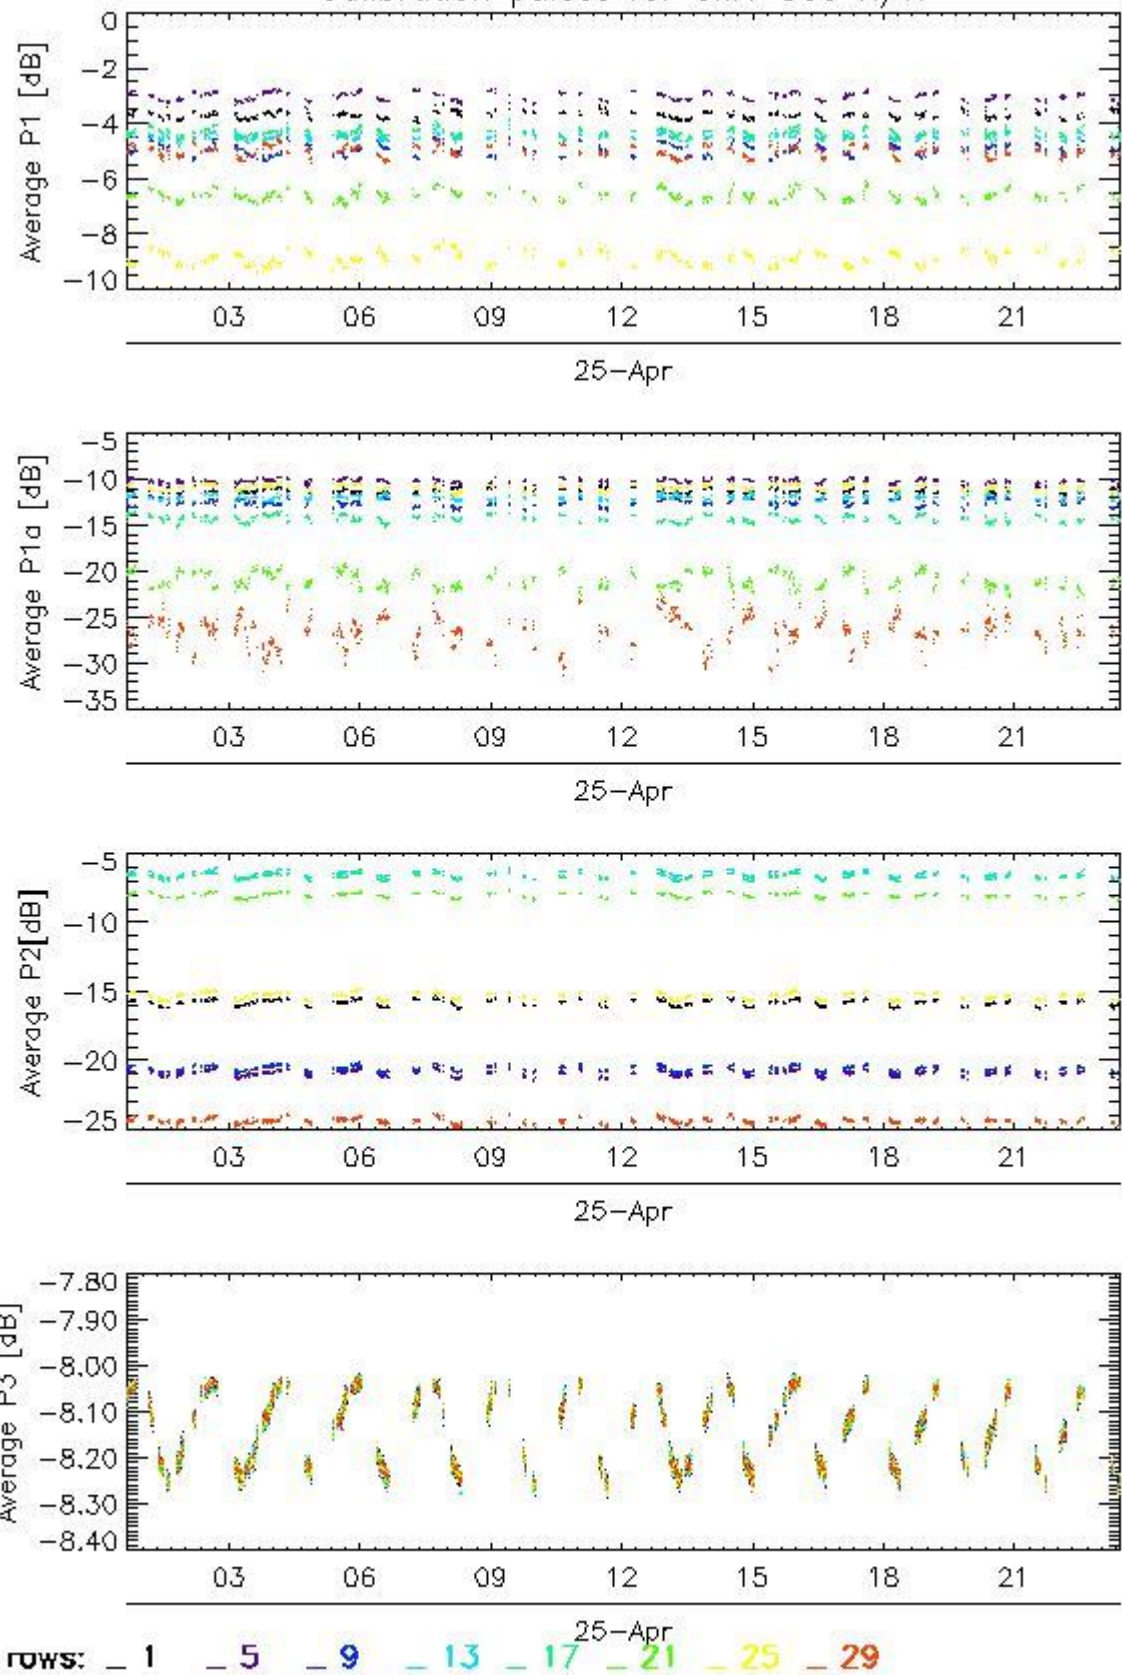 Average P1 [dB]
0
−2
−4
−6
−8
−10
03 06 09 12 15 18 21
25−Apr
Average P1a [dB]
−5
−10
−15
−20
−25
−30
−35
03 06 09 12 15 18 21
25−Apr
Average P2[dB]
−5
−10
−15
−20
−25
03 06 09 12 15 18 21
25−Apr
Average P3 [dB]
−7.80
−7.90
−8.00
−8.10
−8.20
−8.30
−8.40
03 06 09 12 15 18 21
25−Apr
rows: _ 1 _ 5 _ 9 _ 13 _ 17 _ 21 _ 25 _ 29